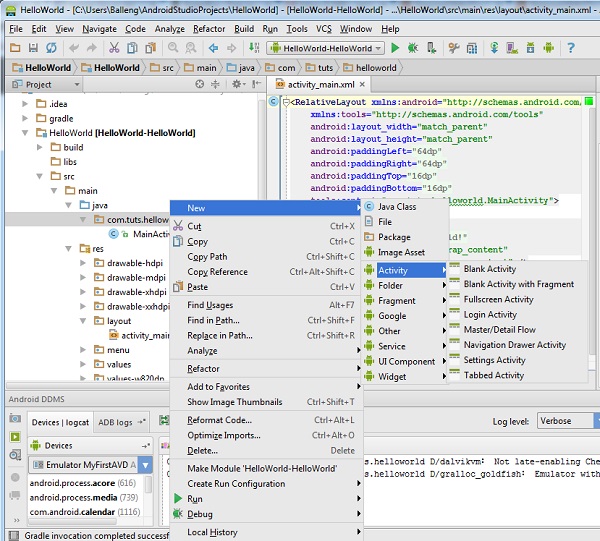 HelloWorld - [C:\Users\Balleng\AndroidStudioProjects\HelloWorld] - [HelloWorld] - ...\HelloWorld\src\main\res\layout\activity_main.xml
File Edit View Navigate Code Analyze Refactor Build Run Tools VCS Window Help
HelloWorld-HelloWorld
HelloWorld HelloWorld src main java com tuts helloworld
Project
activity_main.xml
.idea
gradle
HelloWorld [HelloWorld-HelloWorld]
build
libs
src
main
java
com.tuts.hellow
MainActiv
res
drawable-hdpi
drawable-mdpi
drawable-xhdpi
drawable-xxhdpi
layout
activity_main
menu
values
values-w820dp
<RelativeLayout xmlns:android="http://schemas.android.com/
xmlns:tools="http://schemas.android.com/tools"
android:layout_width="match_parent"
android:layout_height="match_parent"
android:paddingLeft="64dp"
android:paddingRight="64dp"
android:paddingTop="16dp"
android:paddingBottom="16dp"
helloworld.MainActivity">
ld!"
rap_content"
New
Cut Ctrl+X
Copy Ctrl+C
Copy Path Ctrl+Shift+C
Copy Reference Ctrl+Alt+Shift+C
Paste Ctrl+V
Find Usages Alt+F7
Find in Path... Ctrl+Shift+F
Replace in Path... Ctrl+Shift+R
Analyze
Refactor
Add to Favorites
Show Image Thumbnails Ctrl+Shift+T
Reformat Code... Ctrl+Alt+L
Optimize Imports... Ctrl+Alt+O
Delete... Delete
Make Module 'HelloWorld-HelloWorld'
Create Run Configuration
Run
Debug
Local History
Java Class
File
Package
Image Asset
Activity
Folder
Fragment
Google
Other
Service
UI Component
Widget
Blank Activity
Blank Activity with Fragment
Fullscreen Activity
Login Activity
Master/Detail Flow
Navigation Drawer Activity
Settings Activity
Tabbed Activity
Android DDMS
Devices | logcat ADB logs
Log level: Verbose
Devices
Emulator MyFirstAVD A
android.process.acore (616)
android.process.media (739)
com.android.calendar (1116)
s.helloworld D/dalvikvm: Not late-enabling Che
s.helloworld D/gralloc_goldfish: Emulator with
Gradle invocation completed successf